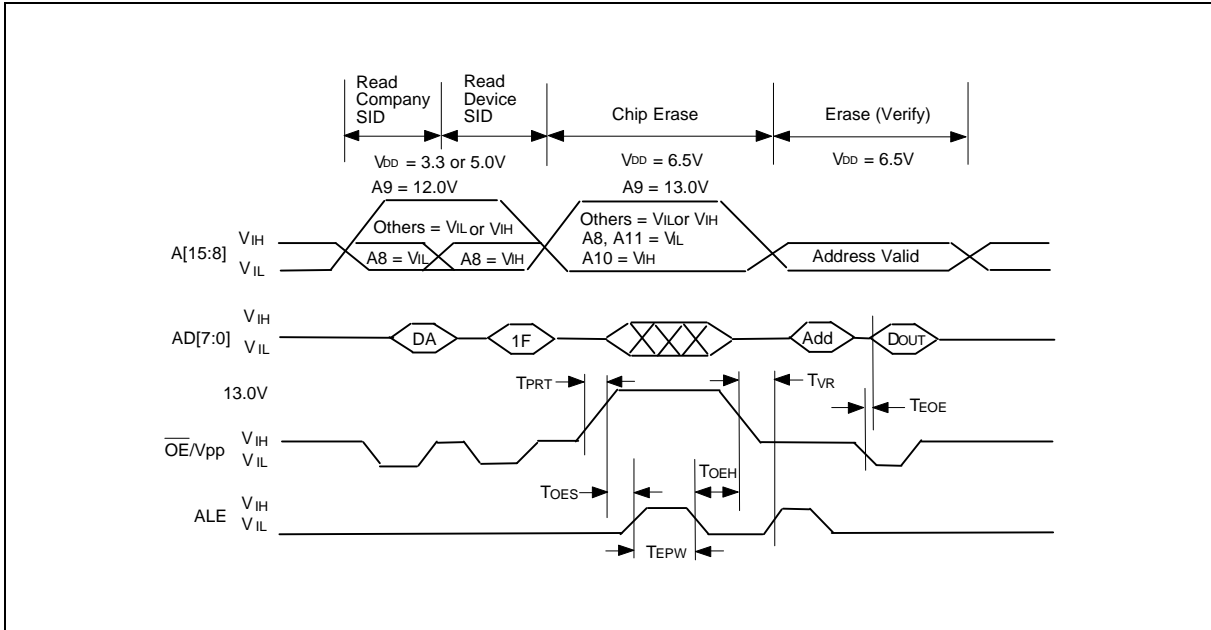 Read
Company
SID
Read
Device
SID
Chip Erase
Erase (Verify)
VDD = 3.3 or 5.0V
VDD = 6.5V
VDD = 6.5V
A9 = 12.0V
A9 = 13.0V
Others = VIL or VIH
Others = VIL or VIH
A8, A11 = VIL
A10 = VIH
A[15:8]
VIH
VIL
A8 = VIL
A8 = VIH
Address Valid
AD[7:0]
VIH
VIL
DA
1F
Add
DOUT
13.0V
TPRT
TVR
TEOE
OE/Vpp
VIH
VIL
TOES
TOEH
ALE
VIH
VIL
TEPW